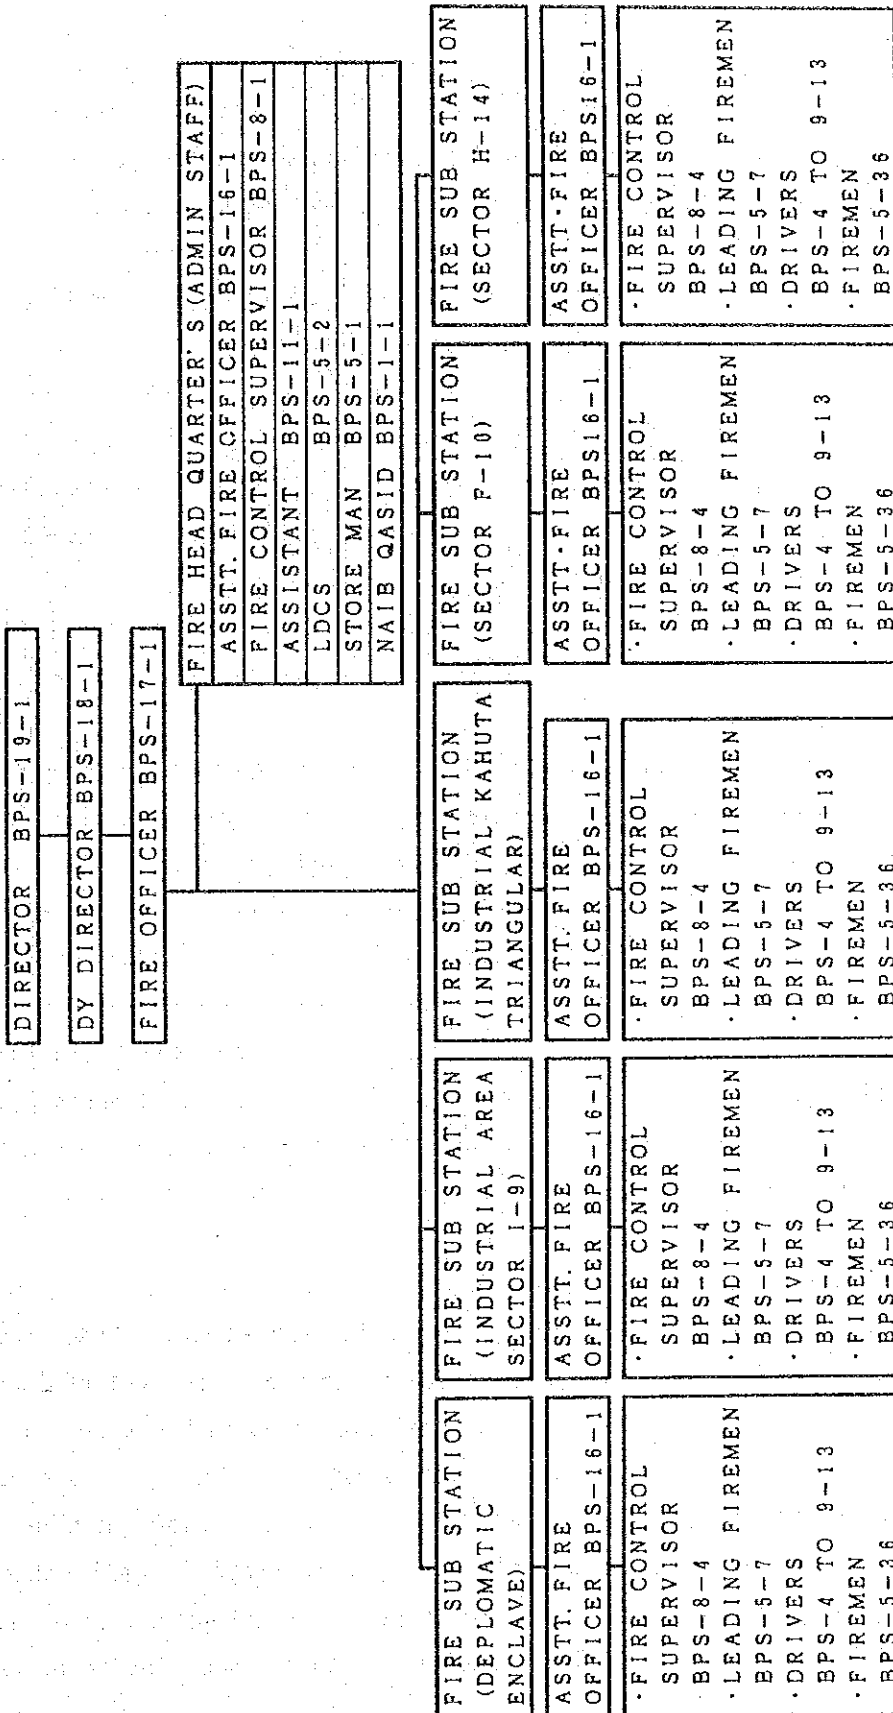 DIRECTOR BPS-19-1
DY DIRECTOR BPS-18-1
FIRE OFFICER BPS-17-1
FIRE HEAD QUARTER'S (ADMIN STAFF)
ASSTT. FIRE OFFICER BPS-16-1
FIRE CONTROL SUPERVISOR BPS-8-1
ASSISTANT BPS-11-1
LDCS BPS-5-2
STORE MAN BPS-5-1
NAIB QASID BPS-1-1
FIRE SUB STATION
(DEPLOMATIC
ENCLAVE)
ASSTT. FIRE
OFFICER BPS-16-1
·FIRE CONTROL
SUPERVISOR
BPS-8-4
·LEADING FIREMEN
BPS-5-7
·DRIVERS
BPS-4 TO 9-13
·FIREMEN
BPS-5-36
FIRE SUB STATION
(INDUSTRIAL AREA
SECTOR I-9)
ASSTT. FIRE
OFFICER BPS-16-1
·FIRE CONTROL
SUPERVISOR
BPS-8-4
·LEADING FIREMEN
BPS-5-7
·DRIVERS
BPS-4 TO 9-13
·FIREMEN
BPS-5-36
FIRE SUB STATION
(INDUSTRIAL KAHUTA
TRIANGULAR)
ASSTT. FIRE
OFFICER BPS-16-1
·FIRE CONTROL
SUPERVISOR
BPS-8-4
·LEADING FIREMEN
BPS-5-7
·DRIVERS
BPS-4 TO 9-13
·FIREMEN
BPS-5-36
FIRE SUB STATION
(SECTOR F-10)
ASSTT·FIRE
OFFICER BPS16-1
·FIRE CONTROL
SUPERVISOR
BPS-8-4
·LEADING FIREMEN
BPS-5-7
·DRIVERS
BPS-4 TO 9-13
·FIREMEN
BPS-5-36
FIRE SUB STATION
(SECTOR H-14)
ASSTT·FIRE
OFFICER BPS16-1
·FIRE CONTROL
SUPERVISOR
BPS-8-4
·LEADING FIREMEN
BPS-5-7
·DRIVERS
BPS-4 TO 9-13
·FIREMEN
BPS-5-36